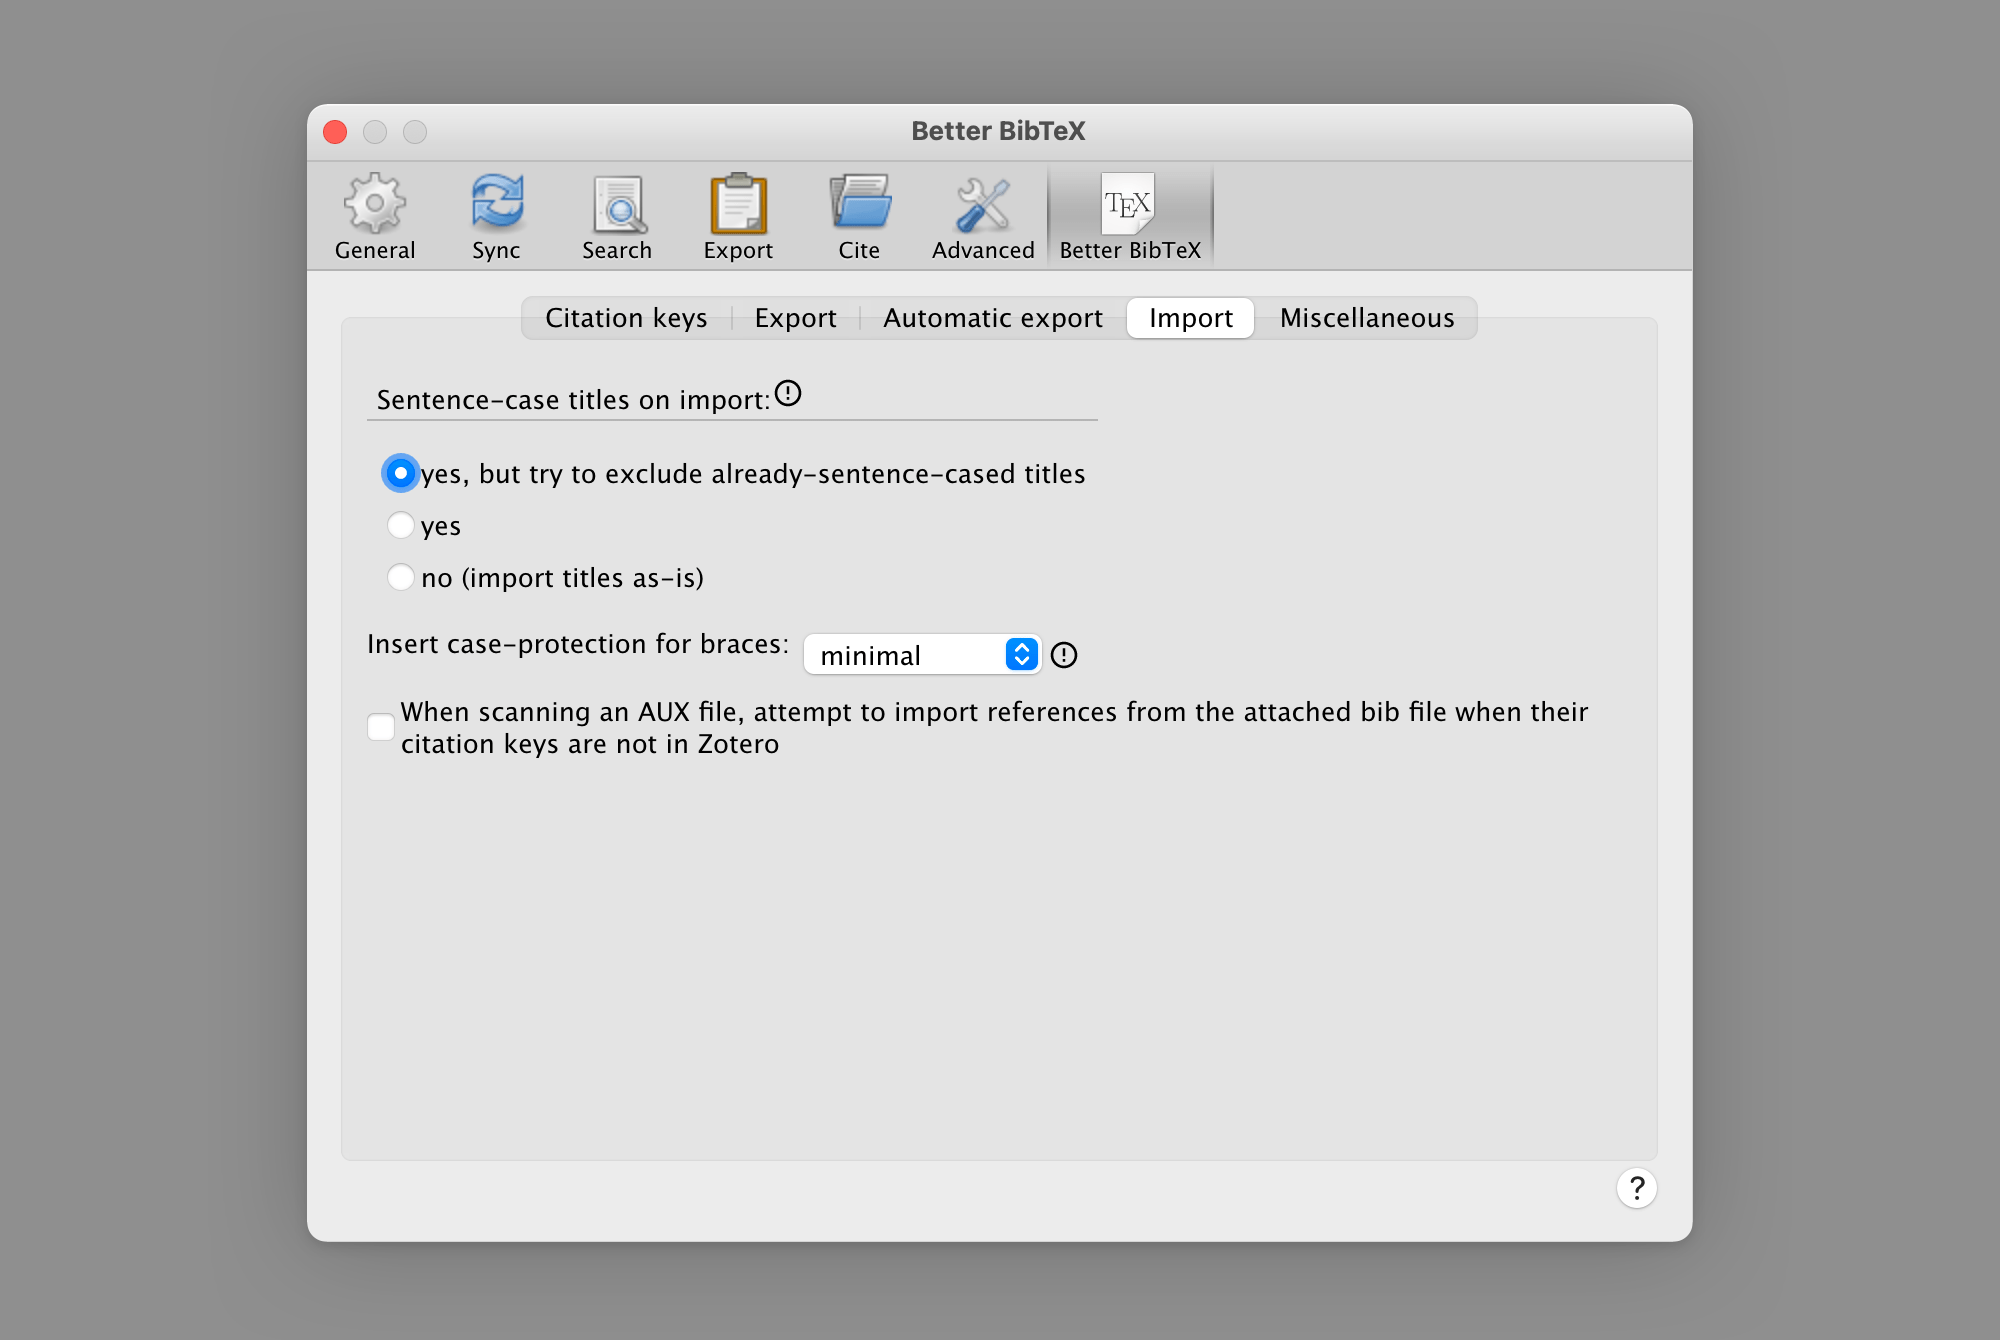 Better BibTeX
General Sync Search Export Cite Advanced TEX Better BibTeX
Citation keys Export Automatic export Import Miscellaneous
Sentence-case titles on import:
yes, but try to exclude already-sentence-cased titles
yes
no (import titles as-is)
Insert case-protection for braces: minimal
When scanning an AUX file, attempt to import references from the attached bib file when their
citation keys are not in Zotero
?